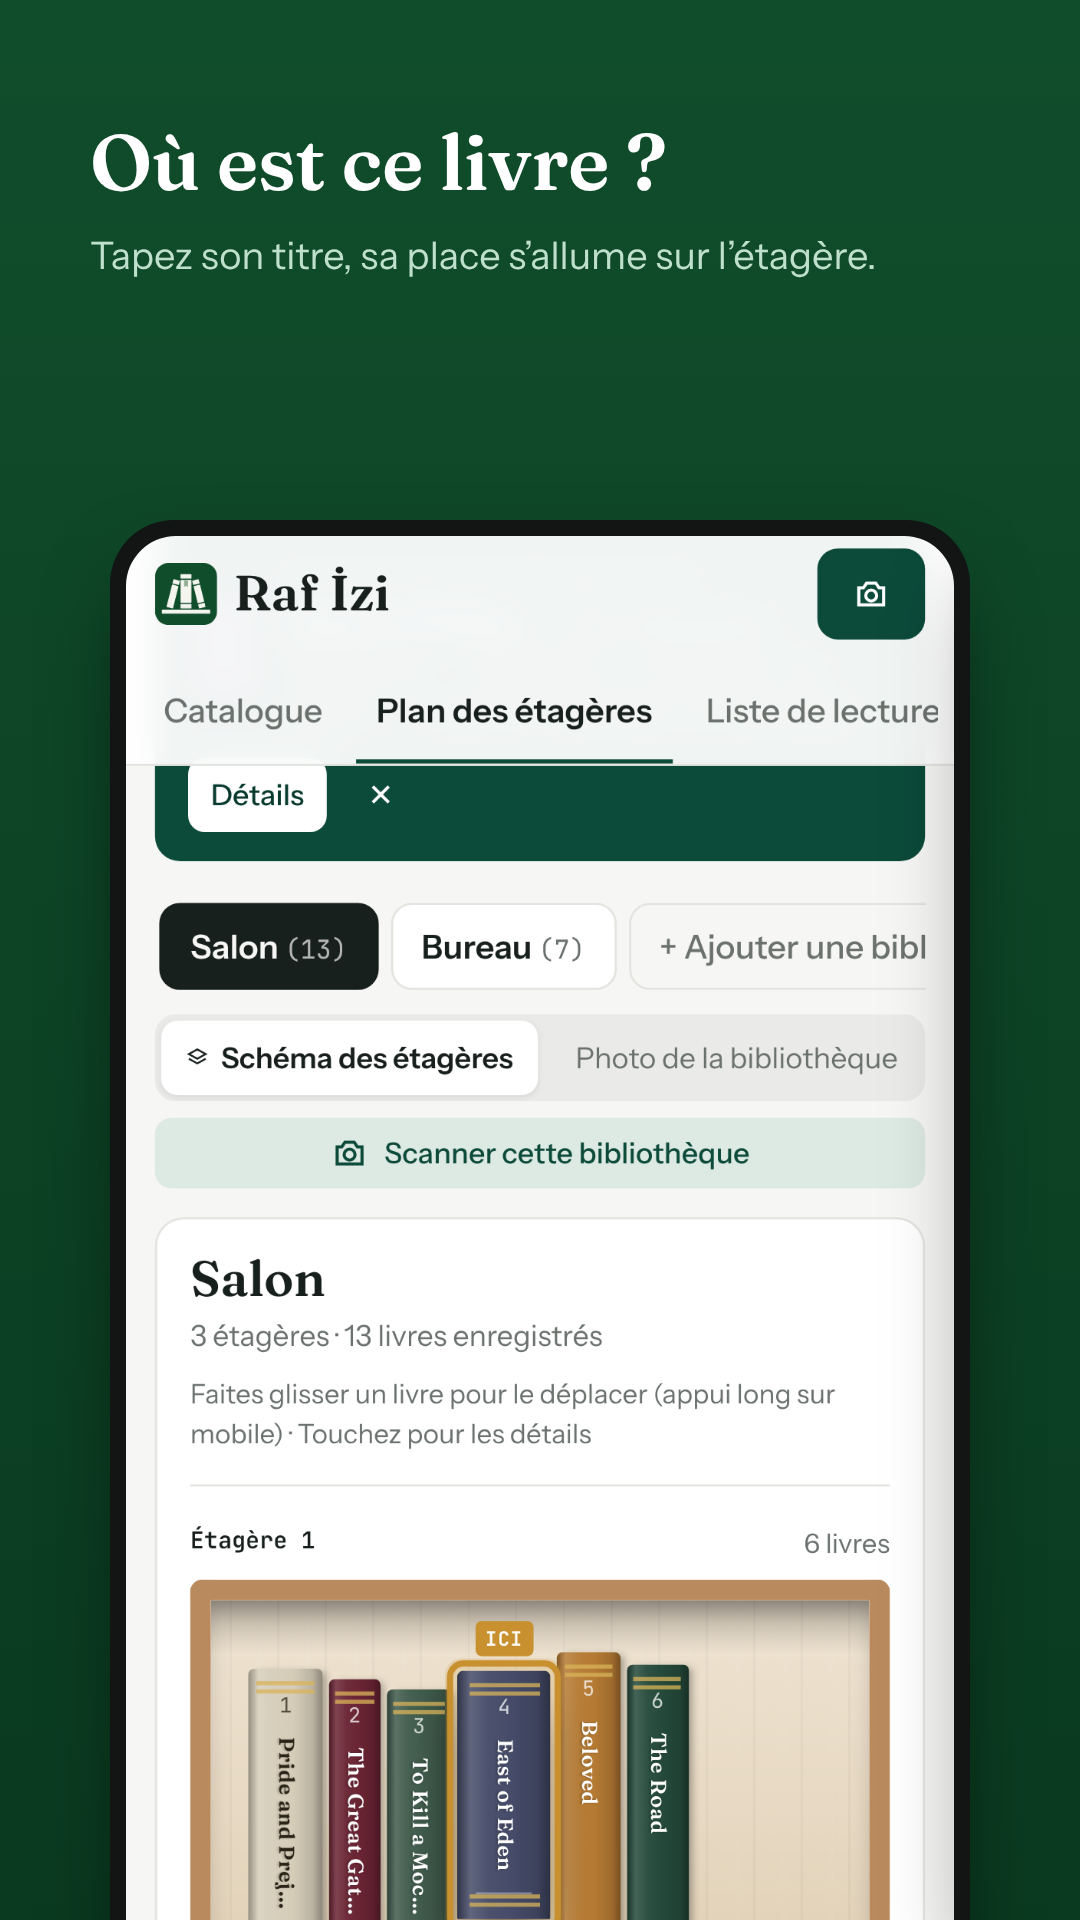 Où est ce livre ?
Tapez son titre, sa place s’allume sur l’étagère.
Raf İzi
Catalogue
Plan des étagères
Liste de lecture
Détails
×
Salon (13)
Bureau (7)
+ Ajouter une bibl
Schéma des étagères
Photo de la bibliothèque
Scanner cette bibliothèque
Salon
3 étagères · 13 livres enregistrés
Faites glisser un livre pour le déplacer (appui long sur
mobile) · Touchez pour les détails
Étagère 1
6 livres
ICI
1 Pride and Prej...
2 The Great Gat...
3 To Kill a Moc...
4 East of Eden
5 Beloved
6 The Road